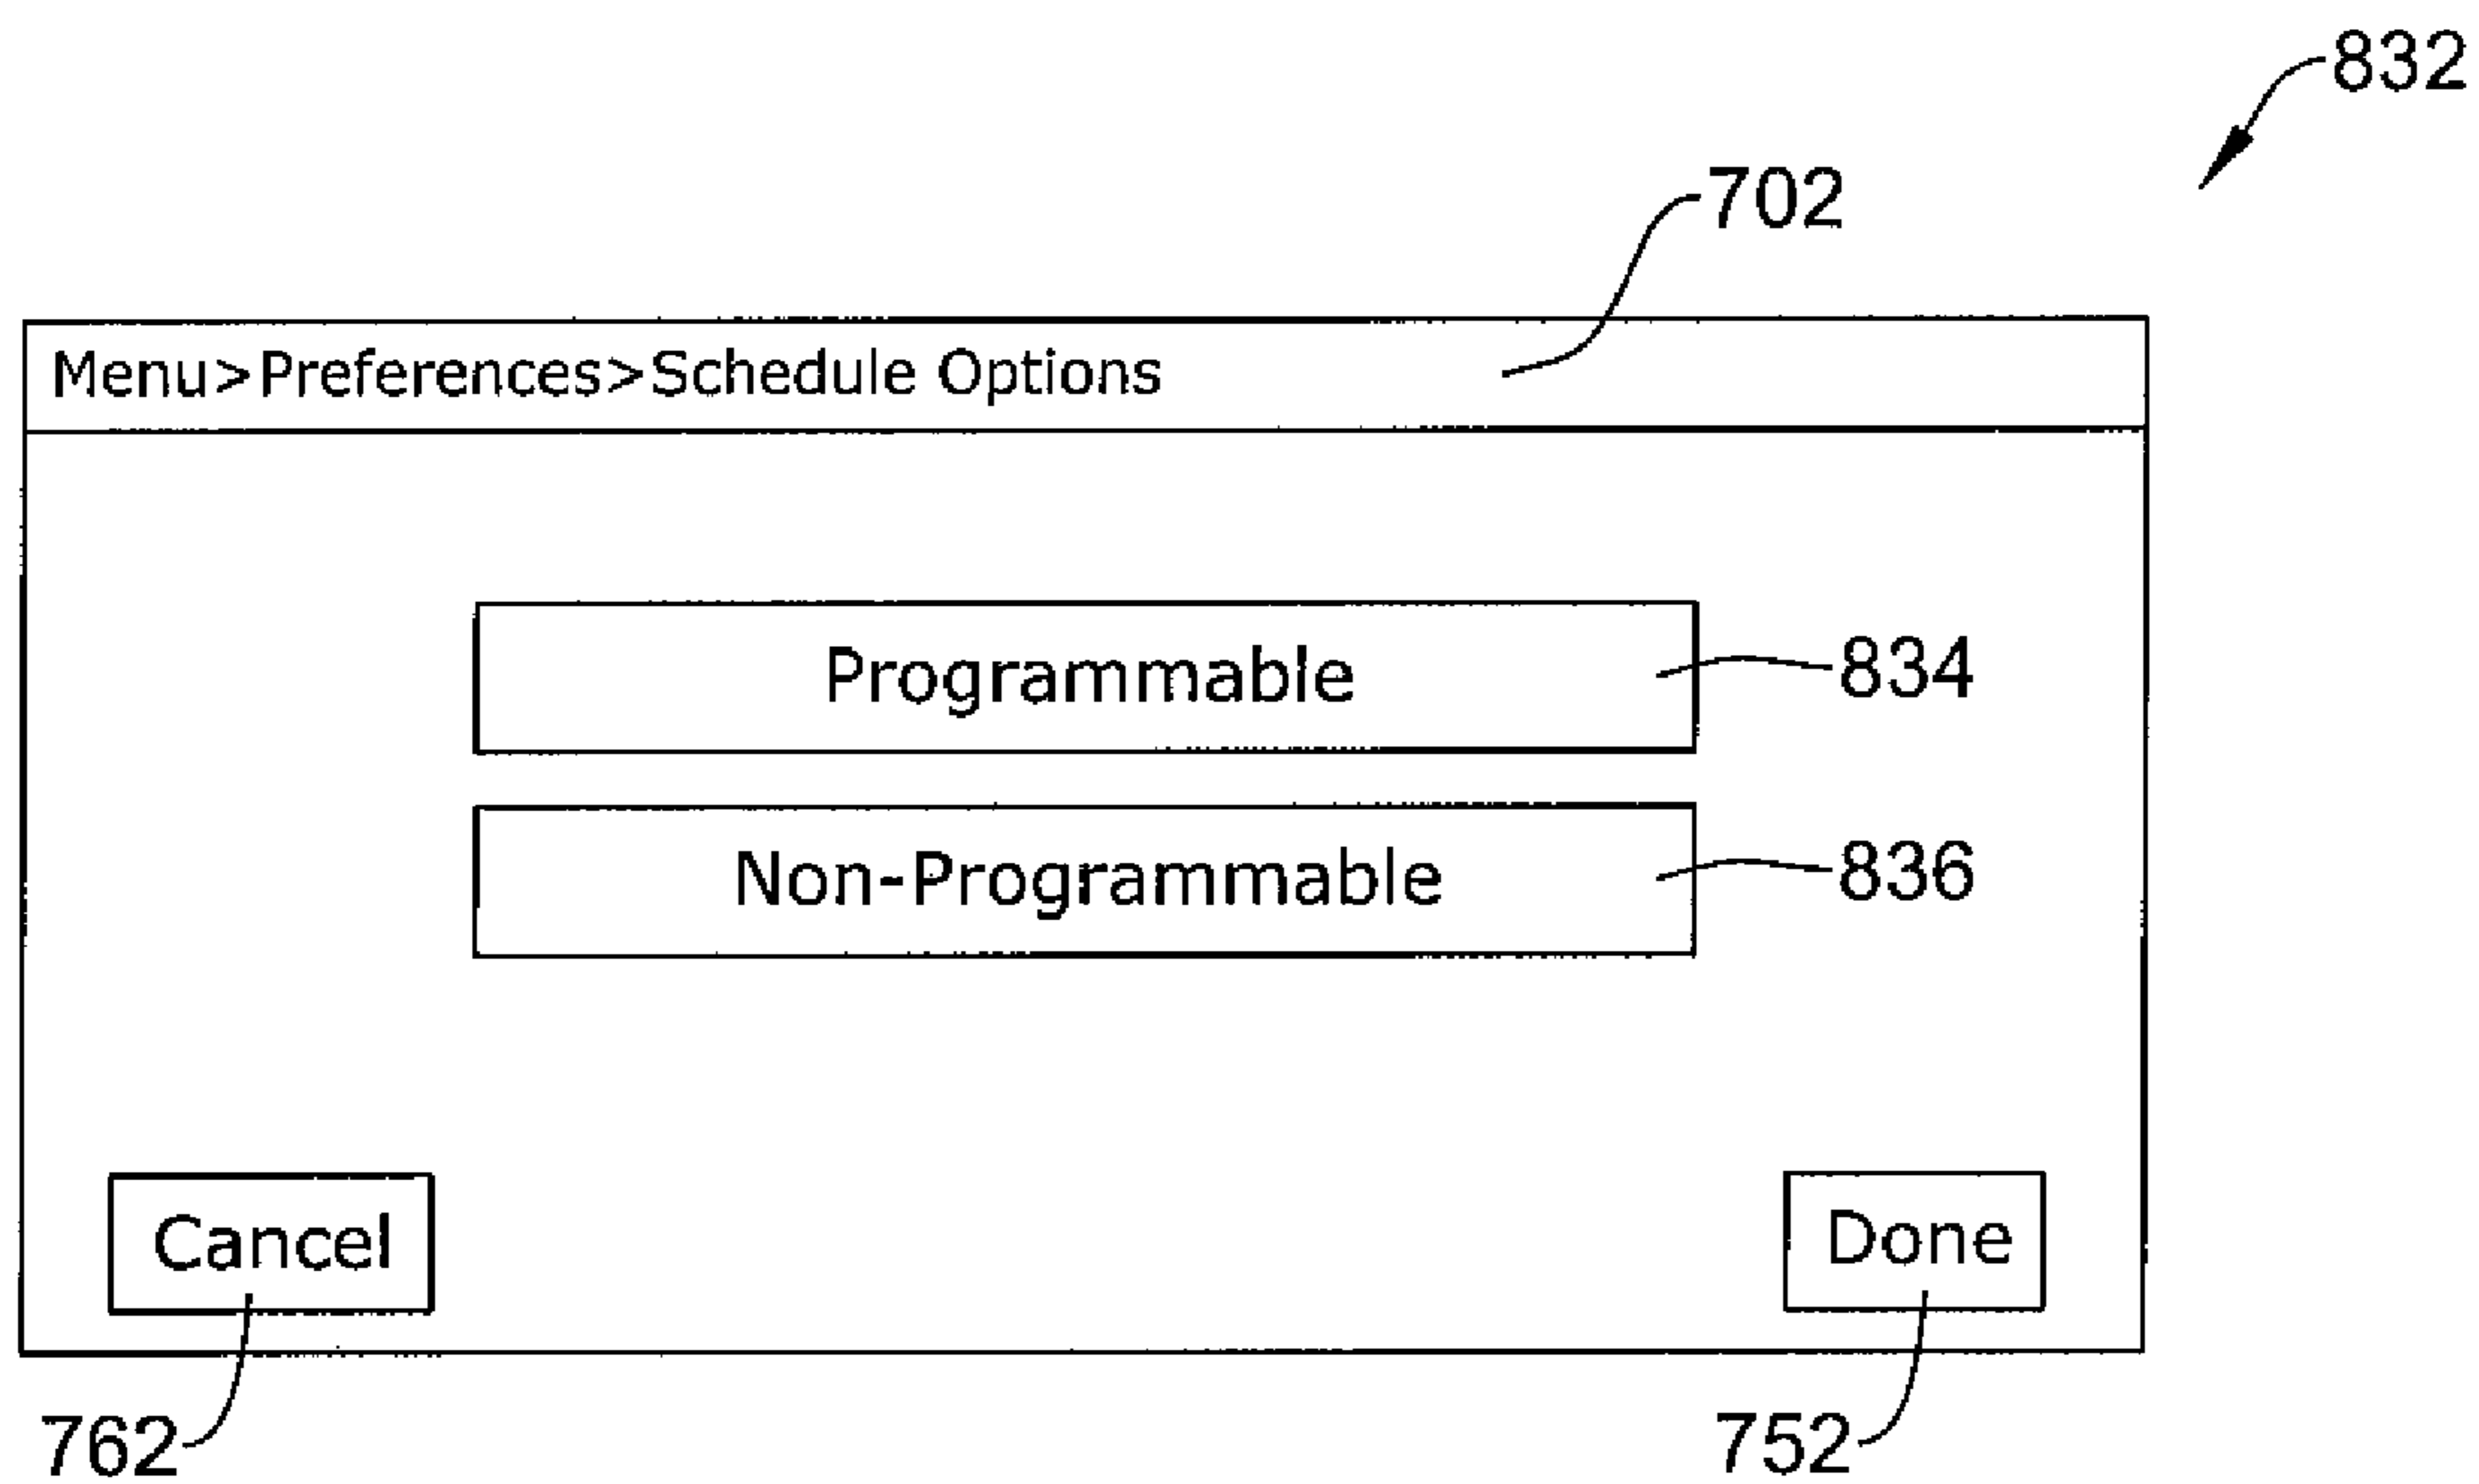 832
702
Menu>Preferences>Schedule Options
Programmable 834
Non-Programmable 836
Cancel Done
762 752